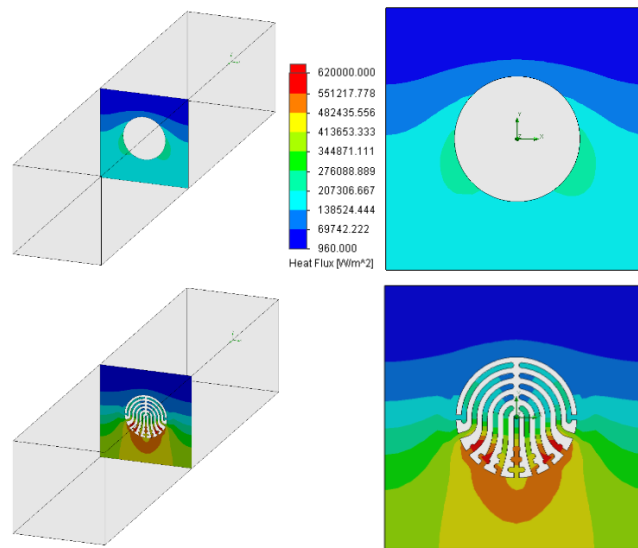 620000.000
551217.778
482435.556
413653.333
344871.111
276088.889
207306.667
138524.444
69742.222
960.000
Heat Flux [W/m^2]
Y
X
Z